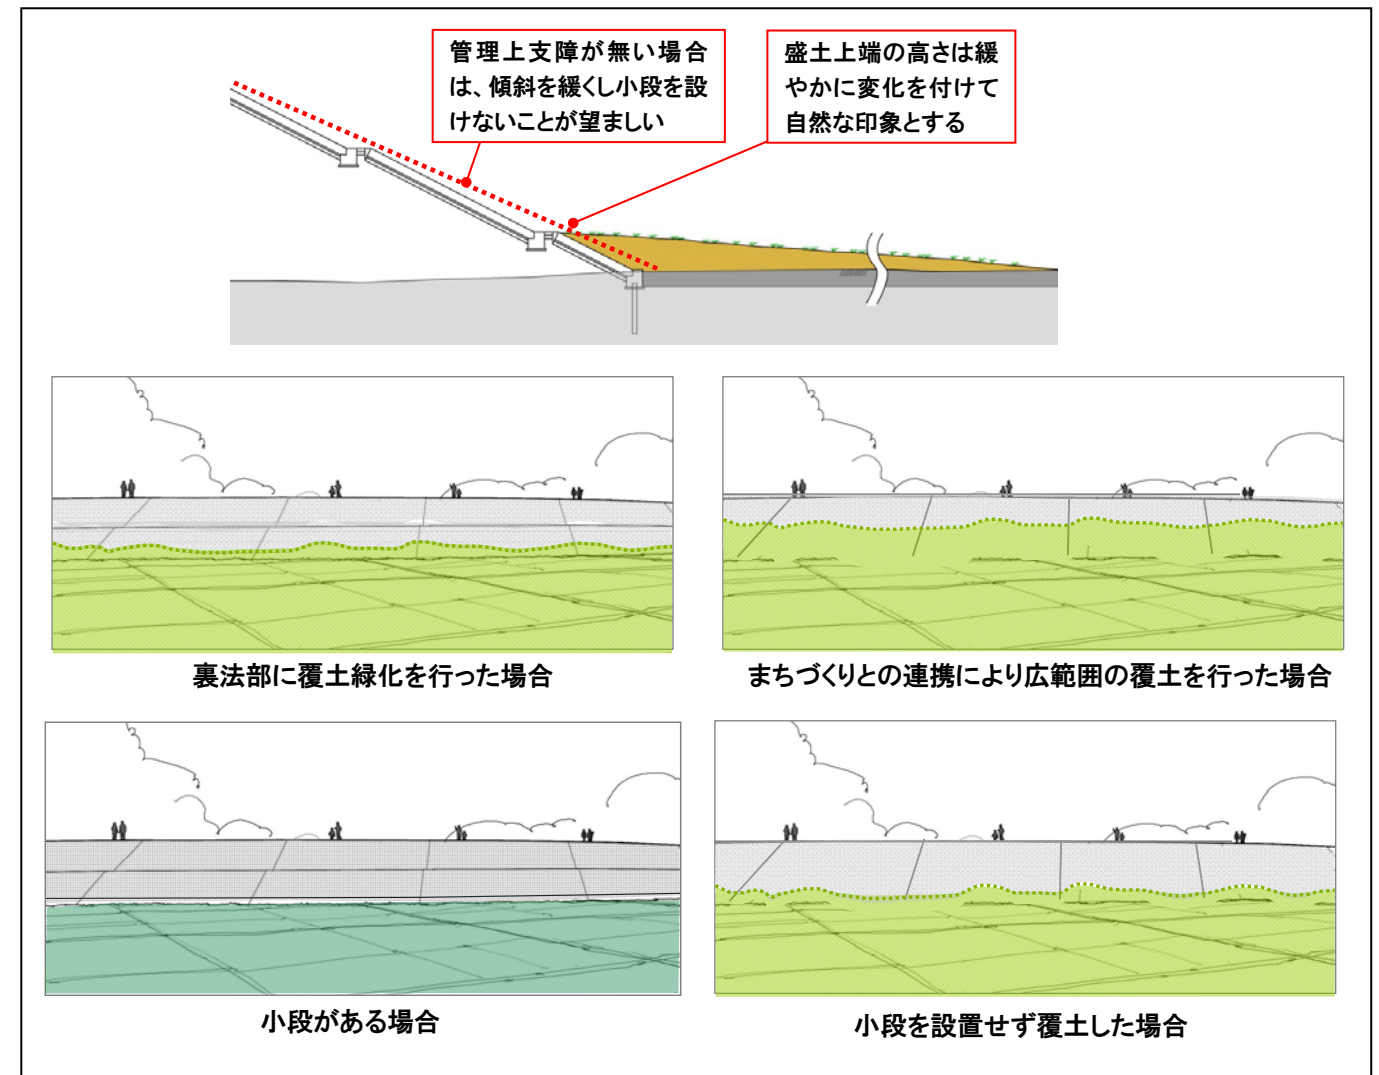 管理上支障が無い場合
は、傾斜を緩くし小段を設
けないことが望ましい
盛土上端の高さは緩
やかに変化を付けて
自然な印象とする
裏法部に覆土緑化を行った場合
まちづくりとの連携により広範囲の覆土を行った場合
小段がある場合
小段を設置せず覆土した場合